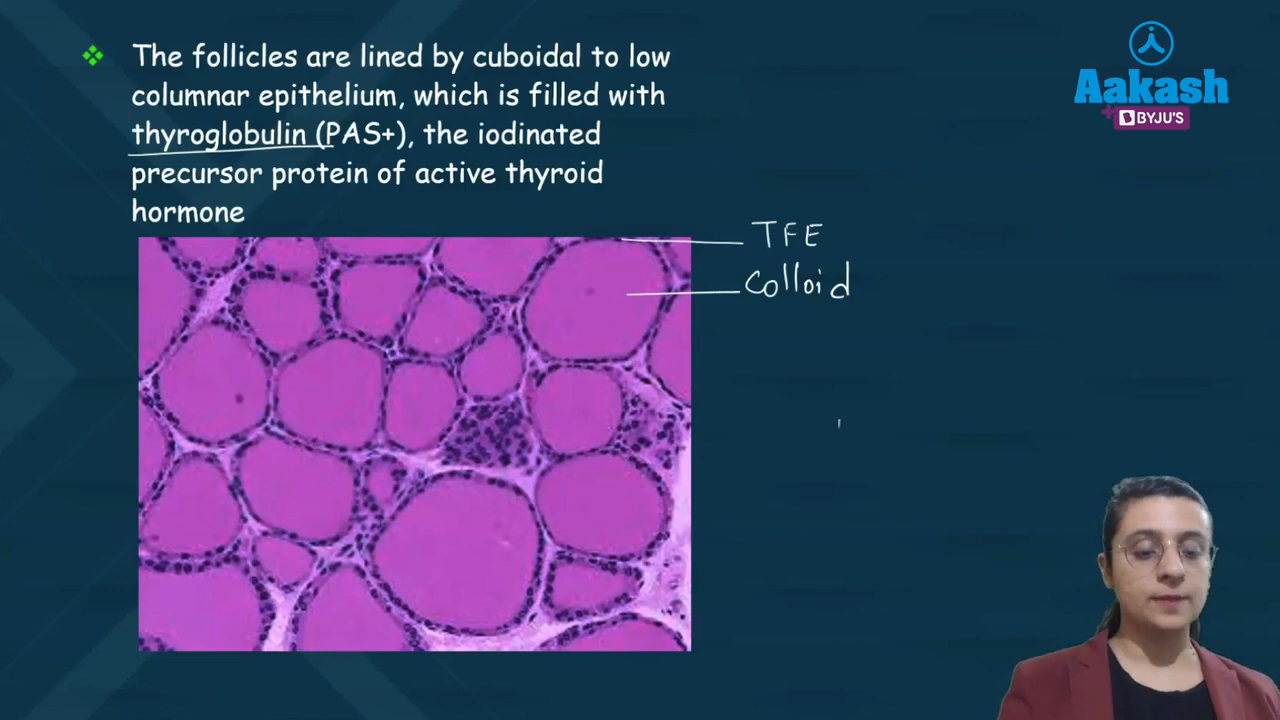 The follicles are lined by cuboidal to low
columnar epithelium, which is filled with
thyroglobulin (PAS+), the iodinated
precursor protein of active thyroid
hormone
Aakash
+ BYJU'S
TFE
Colloid